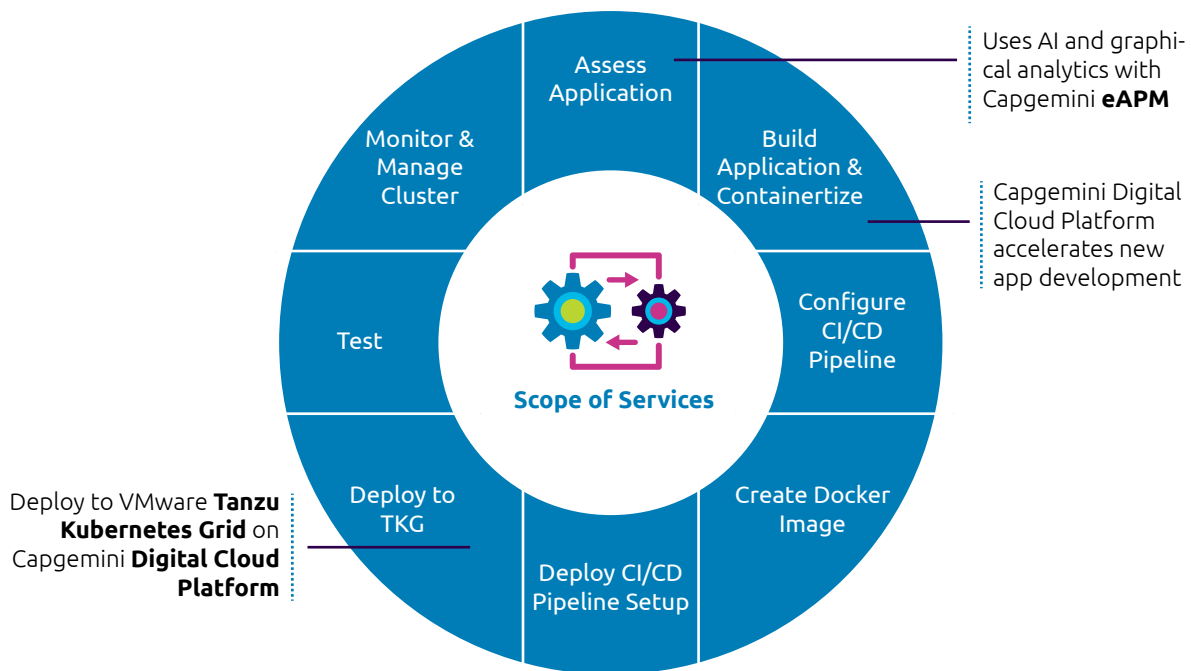 Assess
Application
Uses AI and graphi-
cal analytics with
Capgemini eAPM
Build
Application &
Containertize
Capgemini Digital
Cloud Platform
accelerates new
app development
Configure
CI/CD
Pipeline
Create Docker
Image
Deploy CI/CD
Pipeline Setup
Deploy to
TKG
Deploy to VMware Tanzu
Kubernetes Grid on
Capgemini Digital Cloud
Platform
Test
Monitor &
Manage
Cluster
Scope of Services